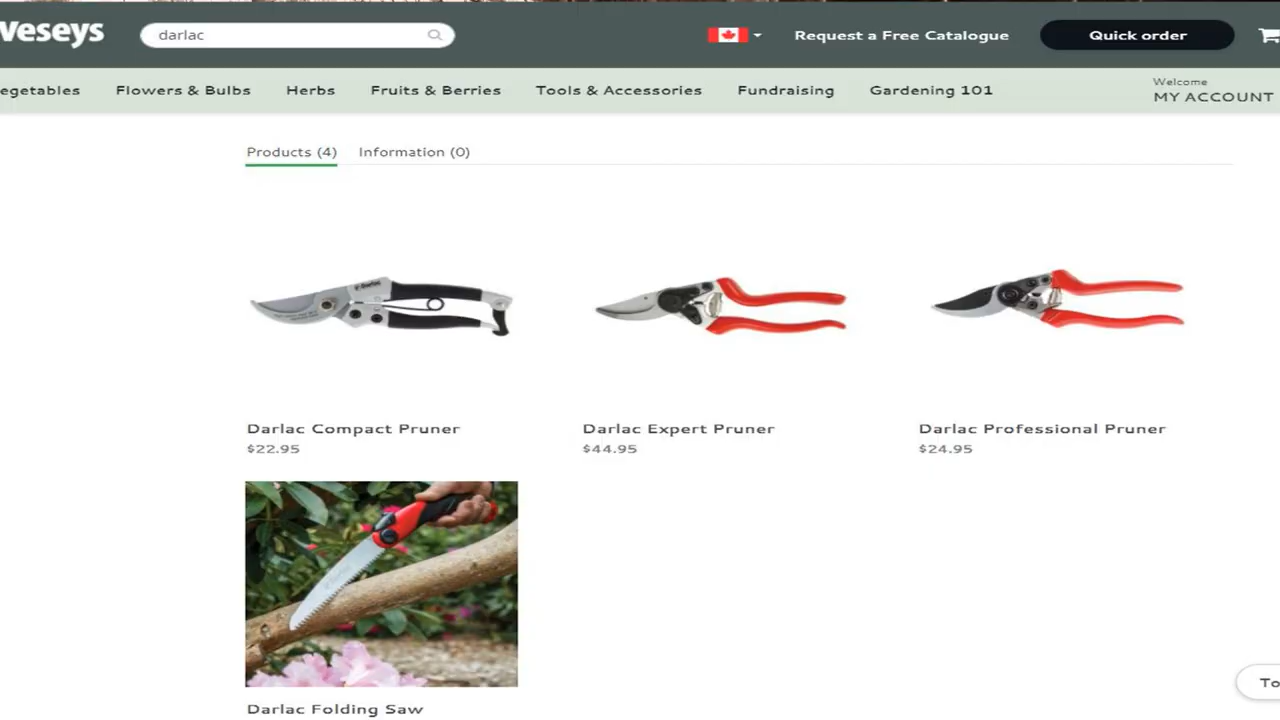 Veseys
darlac
Request a Free Catalogue
Quick order
egetables
Flowers & Bulbs
Herbs
Fruits & Berries
Tools & Accessories
Fundraising
Gardening 101
Welcome
MY ACCOUNT
Products (4)
Information (0)
Darlac Compact Pruner
$22.95
Darlac Expert Pruner
$44.95
Darlac Professional Pruner
$24.95
Darlac Folding Saw
To